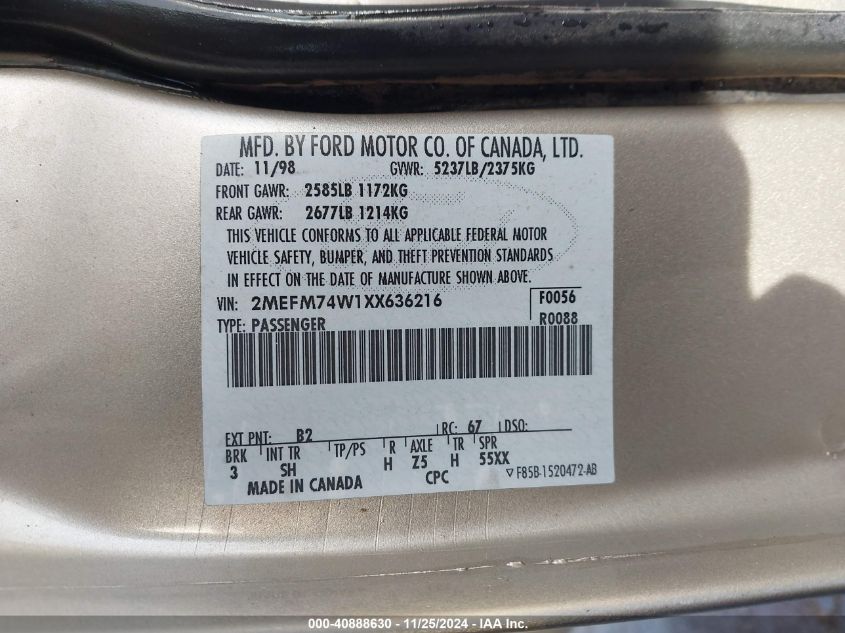 MFD. BY FORD MOTOR CO. OF CANADA, LTD.
DATE: 11/98 GVWR: 5237LB/2375KG
FRONT GAWR: 2585LB 1172KG
REAR GAWR: 2677LB 1214KG
THIS VEHICLE CONFORMS TO ALL APPLICABLE FEDERAL MOTOR
VEHICLE SAFETY, BUMPER, AND THEFT PREVENTION STANDARDS
IN EFFECT ON THE DATE OF MANUFACTURE SHOWN ABOVE.
VIN: 2MEFM74W1XX636216 F0056
TYPE: PASSENGER R0088
EXT PNT: B2 RC: 67 DSO:
BRK INT TR TP/PS R AXLE TR SPR
3 SH H Z5 H 55XX
MADE IN CANADA CPC F85B-1520472-AB
000-40888630 - 11/25/2024 - IAA Inc.